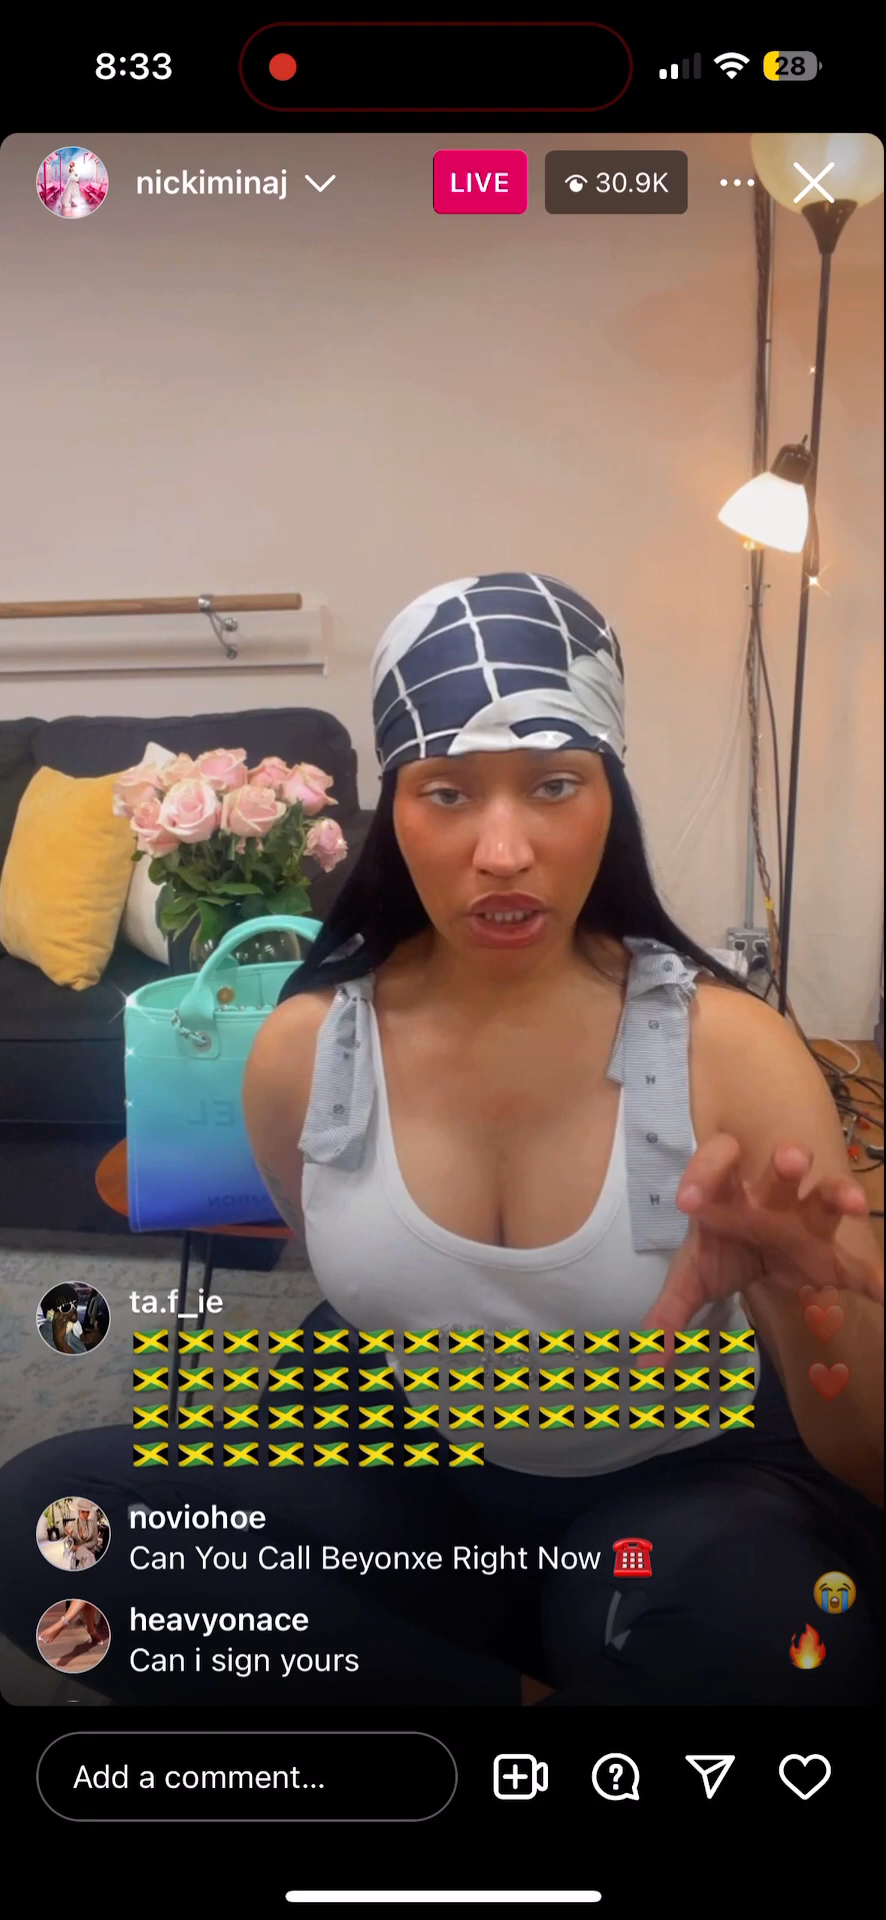 8:33
28
nickiminaj
LIVE
30.9K
ta.f_ie
🇯🇲🇯🇲🇯🇲🇯🇲🇯🇲🇯🇲🇯🇲🇯🇲🇯🇲🇯🇲🇯🇲🇯🇲🇯🇲🇯🇲
🇯🇲🇯🇲🇯🇲🇯🇲🇯🇲🇯🇲🇯🇲🇯🇲🇯🇲🇯🇲🇯🇲🇯🇲🇯🇲🇯🇲
🇯🇲🇯🇲🇯🇲🇯🇲🇯🇲🇯🇲🇯🇲🇯🇲🇯🇲🇯🇲🇯🇲🇯🇲🇯🇲🇯🇲
🇯🇲🇯🇲🇯🇲🇯🇲🇯🇲🇯🇲🇯🇲🇯🇲
noviohoe
Can You Call Beyonxe Right Now ☎️
heavyonace
Can i sign yours
Add a comment...